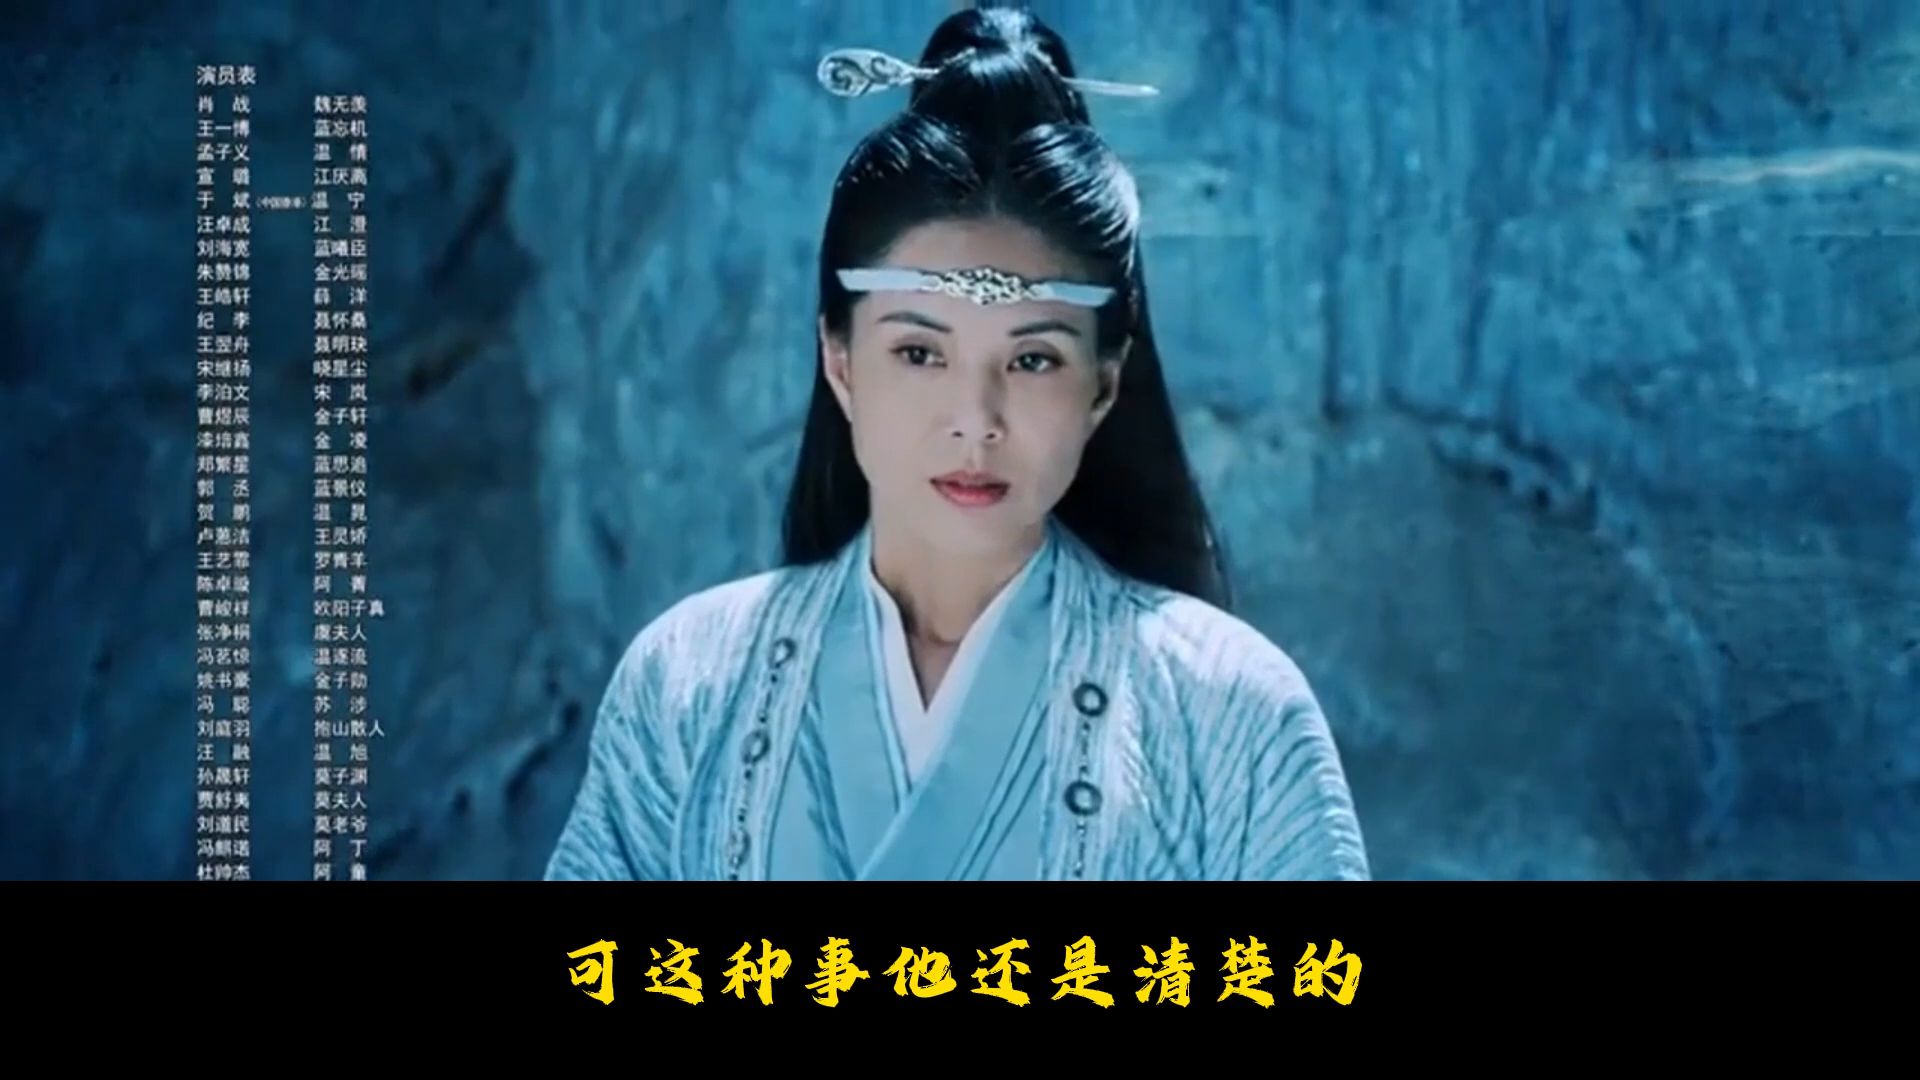 演员表
肖 战 魏无羡
王一博 蓝忘机
孟子义 温 情
宣 璐 江厌离
于 斌 温 宁
汪卓成 江 澄
刘海宽 蓝曦臣
朱赞锦 金光瑶
王皓轩 薛 洋
纪 李 聂怀桑
王翌舟 聂明玦
宋继扬 晓星尘
李泊文 宋 岚
曹煜辰 金子轩
漆培鑫 金 凌
郑繁星 蓝思追
郭 丞 蓝景仪
贺 鹏 温 晁
卢葱洁 王灵娇
王艺霏 罗青羊
陈卓璇 阿 箐
曹峻祥 欧阳子真
张净桐 虞夫人
冯茗惊 温逐流
姚书豪 金子勋
冯 聪 苏 涉
刘庭羽 抱山散人
汪 融 温 旭
孙晟轩 莫子渊
贾舒夷 莫夫人
刘道民 莫老爷
冯麒诺 阿 丁
杜帅杰 阿 童
可这种事他还是清楚的